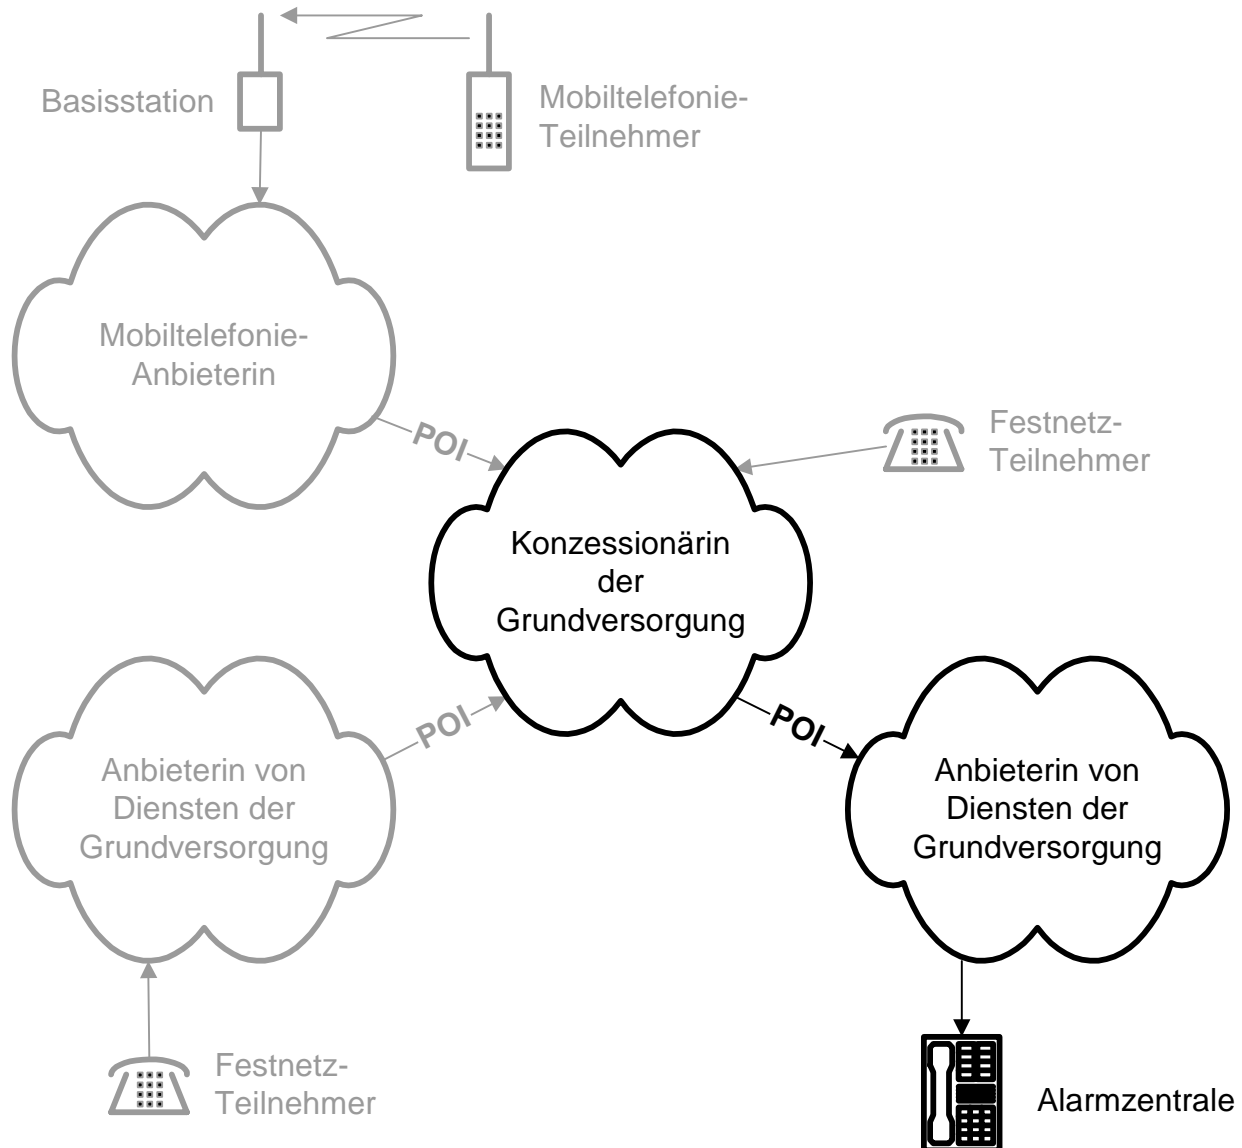 Basisstation
Mobiltelefonie-
Teilnehmer
Mobiltelefonie-
Anbieterin
POI
Festnetz-
Teilnehmer
Konzessionärin
der
Grundversorgung
POI
Anbieterin von
Diensten der
Grundversorgung
POI
Anbieterin von
Diensten der
Grundversorgung
Festnetz-
Teilnehmer
Alarmzentrale